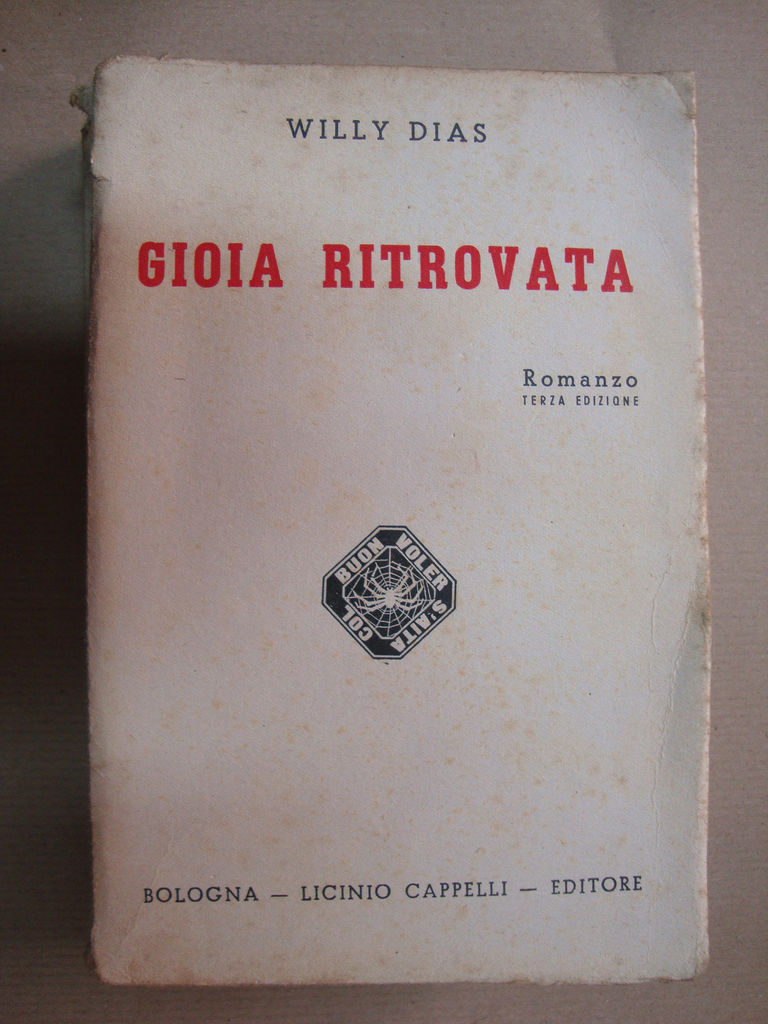 WILLY DIAS
GIOIA RITROVATA
Romanzo
TERZA EDIZIONE
COL BUON VOLER S'AITA
BOLOGNA — LICINIO CAPPELLI — EDITORE